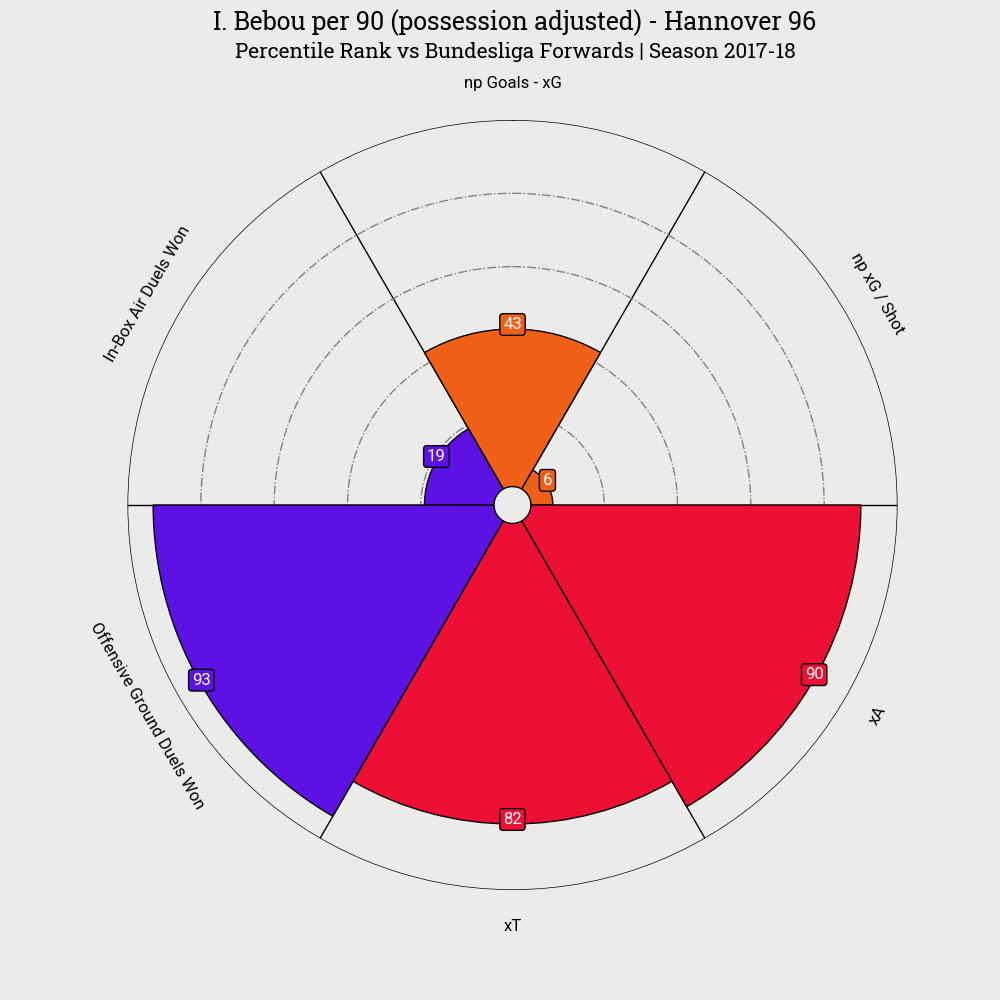 I. Bebou per 90 (possession adjusted) - Hannover 96
Percentile Rank vs Bundesliga Forwards | Season 2017-18
np Goals - xG
In-Box Air Duels Won
np xG / Shot
43
19
6
93
90
Offensive Ground Duels Won
xA
82
xT